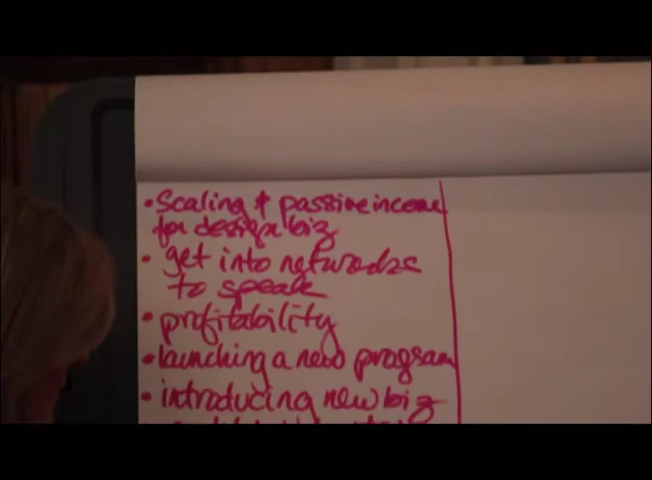 • Scaling & passive income
for design biz
• get into networks
to speak
• profitability
• launching a new program
• introducing new biz